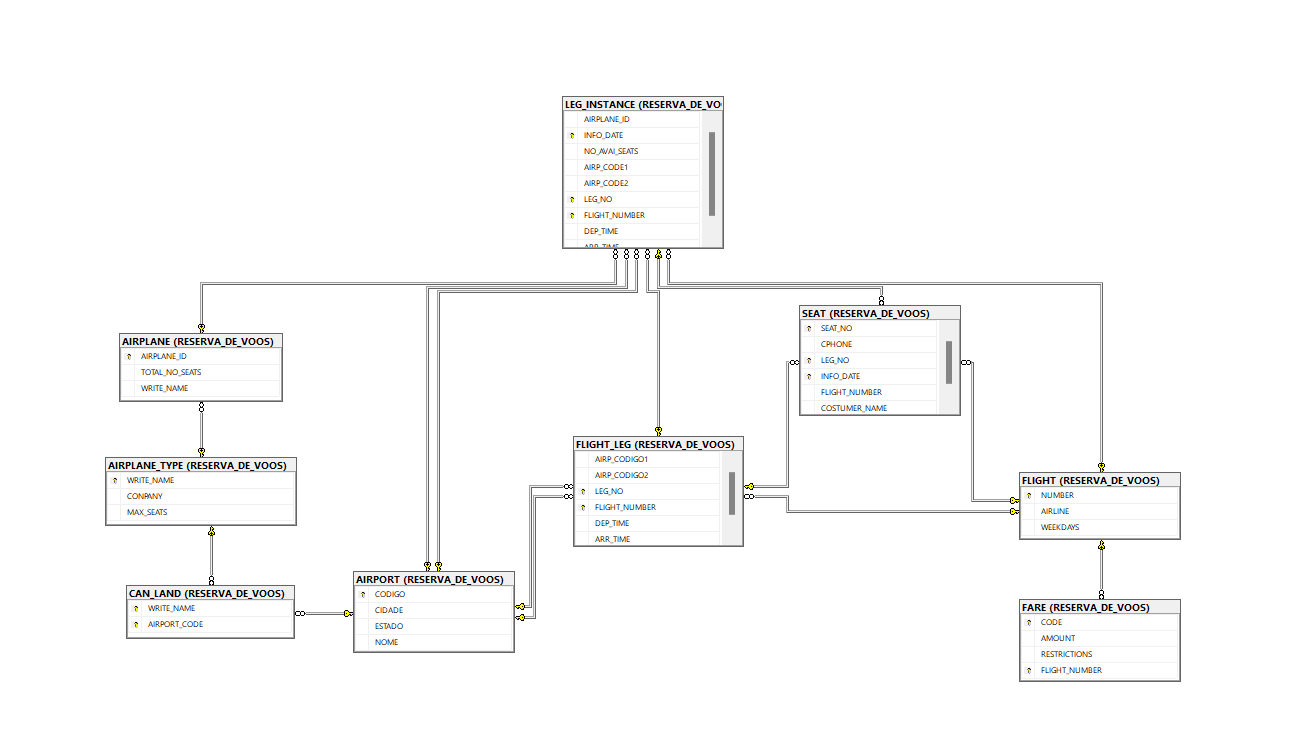 LEG_INSTANCE (RESERVA_DE_VO
AIRPLANE_ID
INFO_DATE
NO_AVAI_SEATS
AIRP_CODE1
AIRP_CODE2
LEG_NO
FLIGHT_NUMBER
DEP_TIME
ARR_TIME
AIRPLANE (RESERVA_DE_VOOS)
AIRPLANE_ID
TOTAL_NO_SEATS
WRITE_NAME
SEAT (RESERVA_DE_VOOS)
SEAT_NO
CPHONE
LEG_NO
INFO_DATE
FLIGHT_NUMBER
COSTUMER_NAME
AIRPLANE_TYPE (RESERVA_DE_VOOS)
WRITE_NAME
CONPANY
MAX_SEATS
FLIGHT_LEG (RESERVA_DE_VOOS)
AIRP_CODIGO1
AIRP_CODIGO2
LEG_NO
FLIGHT_NUMBER
DEP_TIME
ARR_TIME
FLIGHT (RESERVA_DE_VOOS)
NUMBER
AIRLINE
WEEKDAYS
CAN_LAND (RESERVA_DE_VOOS)
WRITE_NAME
AIRPORT_CODE
AIRPORT (RESERVA_DE_VOOS)
CODIGO
CIDADE
ESTADO
NOME
FARE (RESERVA_DE_VOOS)
CODE
AMOUNT
RESTRICTIONS
FLIGHT_NUMBER